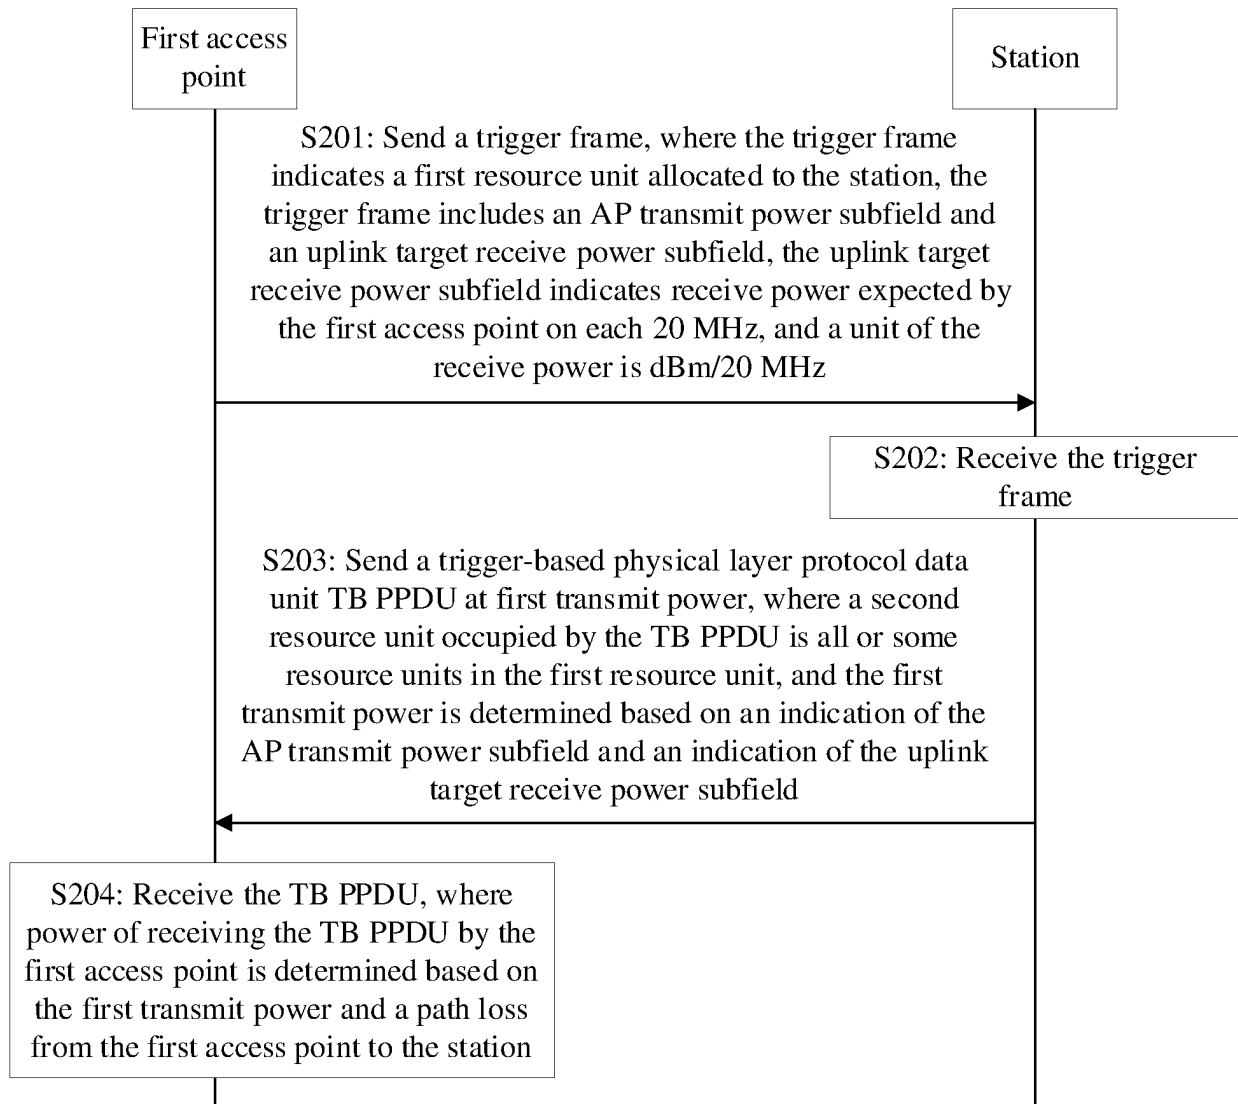 First access
point
Station
S201: Send a trigger frame, where the trigger frame
indicates a first resource unit allocated to the station, the
trigger frame includes an AP transmit power subfield and
an uplink target receive power subfield, the uplink target
receive power subfield indicates receive power expected by
the first access point on each 20 MHz, and a unit of the
receive power is dBm/20 MHz
S202: Receive the trigger
frame
S203: Send a trigger-based physical layer protocol data
unit TB PPDU at first transmit power, where a second
resource unit occupied by the TB PPDU is all or some
resource units in the first resource unit, and the first
transmit power is determined based on an indication of the
AP transmit power subfield and an indication of the uplink
target receive power subfield
S204: Receive the TB PPDU, where
power of receiving the TB PPDU by the
first access point is determined based on
the first transmit power and a path loss
from the first access point to the station